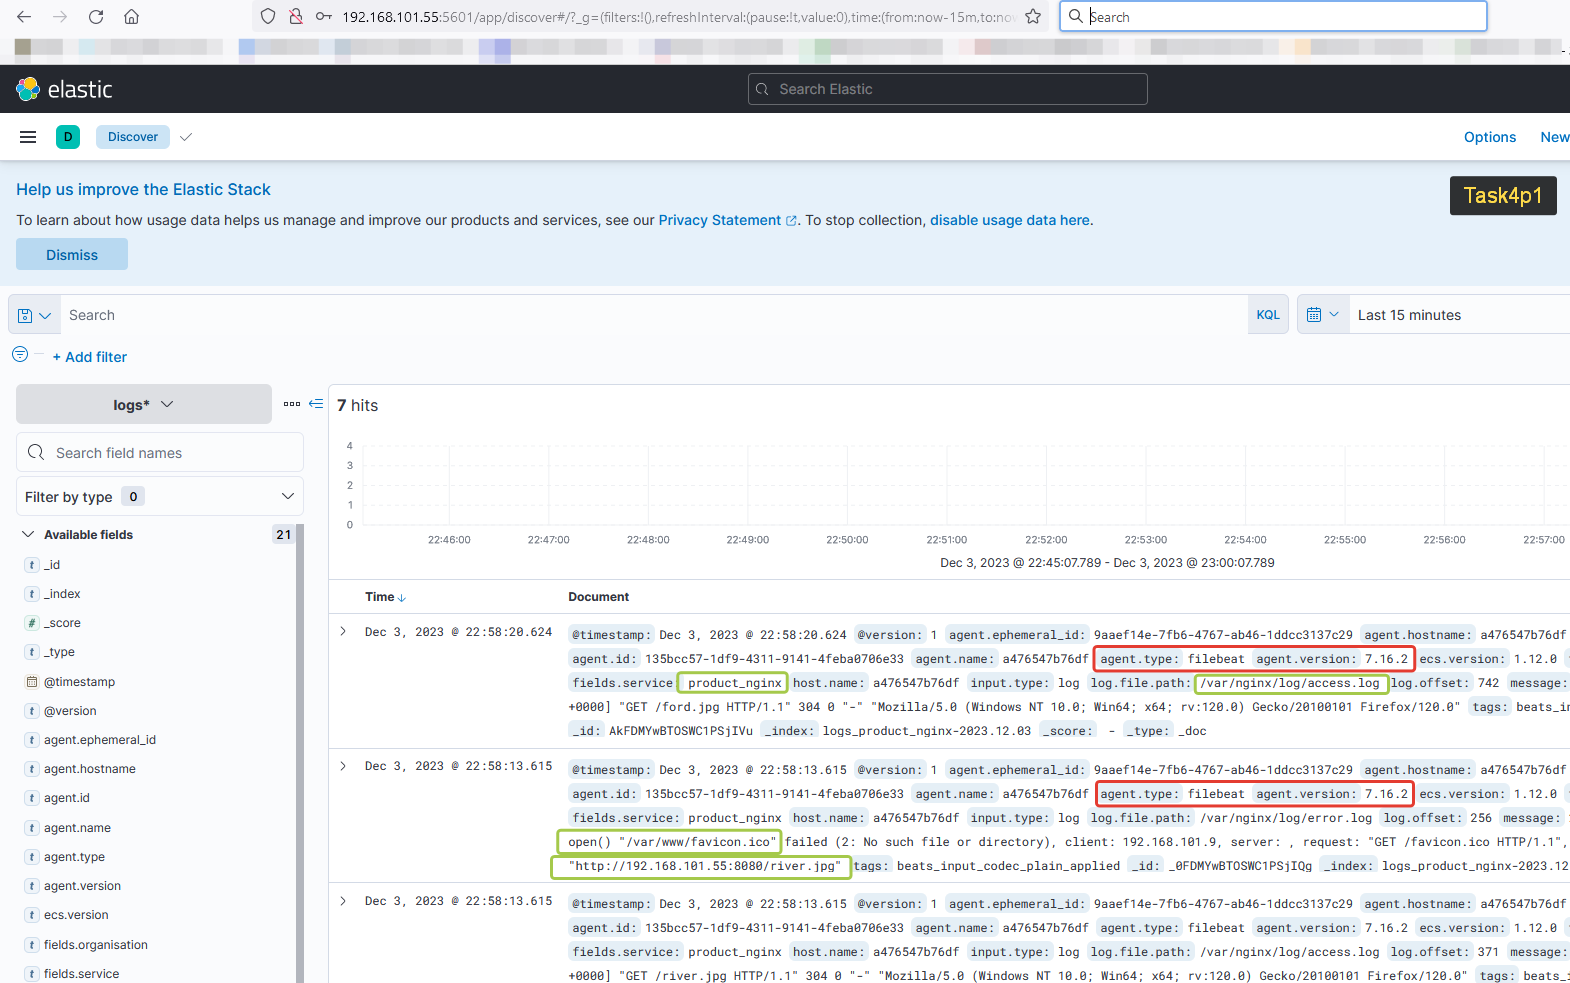 192.168.101.55:5601/app/discover#/?_g=(filters:!(),refreshInterval:(pause:!t,value:0),time:(from:now-15m,to:now
Search
elastic
Search Elastic
D
Discover
Options
New
Help us improve the Elastic Stack
Task4p1
To learn about how usage data helps us manage and improve our products and services, see our Privacy Statement. To stop collection, disable usage data here.
Dismiss
Search
KQL
Last 15 minutes
+ Add filter
logs*
7 hits
Search field names
Filter by type 0
Available fields 21
t _id
t _index
# _score
t _type
@timestamp
t @version
t agent.ephemeral_id
t agent.hostname
t agent.id
t agent.name
t agent.type
t agent.version
t ecs.version
t fields.organisation
t fields.service
4
3
2
1
0
22:46:00 22:47:00 22:48:00 22:49:00 22:50:00 22:51:00 22:52:00 22:53:00 22:54:00 22:55:00 22:56:00 22:57:00
Dec 3, 2023 @ 22:45:07.789 - Dec 3, 2023 @ 23:00:07.789
Time Document
Dec 3, 2023 @ 22:58:20.624
@timestamp: Dec 3, 2023 @ 22:58:20.624 @version: 1 agent.ephemeral_id: 9aaef14e-7fb6-4767-ab46-1ddcc3137c29 agent.hostname: a476547b76df
agent.id: 135bcc57-1df9-4311-9141-4feba0706e33 agent.name: a476547b76df agent.type: filebeat agent.version: 7.16.2 ecs.version: 1.12.0
fields.service: product_nginx host.name: a476547b76df input.type: log log.file.path: /var/nginx/log/access.log log.offset: 742 message:
+0000] "GET /ford.jpg HTTP/1.1" 304 0 "-" "Mozilla/5.0 (Windows NT 10.0; Win64; x64; rv:120.0) Gecko/20100101 Firefox/120.0" tags: beats_in
_id: AkFDMYwBTOSWC1PSjIVu _index: logs_product_nginx-2023.12.03 _score: - _type: _doc
Dec 3, 2023 @ 22:58:13.615
@timestamp: Dec 3, 2023 @ 22:58:13.615 @version: 1 agent.ephemeral_id: 9aaef14e-7fb6-4767-ab46-1ddcc3137c29 agent.hostname: a476547b76df
agent.id: 135bcc57-1df9-4311-9141-4feba0706e33 agent.name: a476547b76df agent.type: filebeat agent.version: 7.16.2 ecs.version: 1.12.0
fields.service: product_nginx host.name: a476547b76df input.type: log log.file.path: /var/nginx/log/error.log log.offset: 256 message:
open() "/var/www/favicon.ico" failed (2: No such file or directory), client: 192.168.101.9, server: , request: "GET /favicon.ico HTTP/1.1",
"http://192.168.101.55:8080/river.jpg" tags: beats_input_codec_plain_applied _id: _0FDMYwBTOSWC1PSjIQg _index: logs_product_nginx-2023.12
Dec 3, 2023 @ 22:58:13.615
@timestamp: Dec 3, 2023 @ 22:58:13.615 @version: 1 agent.ephemeral_id: 9aaef14e-7fb6-4767-ab46-1ddcc3137c29 agent.hostname: a476547b76df
agent.id: 135bcc57-1df9-4311-9141-4feba0706e33 agent.name: a476547b76df agent.type: filebeat agent.version: 7.16.2 ecs.version: 1.12.0
fields.service: product_nginx host.name: a476547b76df input.type: log log.file.path: /var/nginx/log/access.log log.offset: 371 message:
+0000] "GET /river.jpg HTTP/1.1" 304 0 "-" "Mozilla/5.0 (Windows NT 10.0; Win64; x64; rv:120.0) Gecko/20100101 Firefox/120.0" tags: beats_i